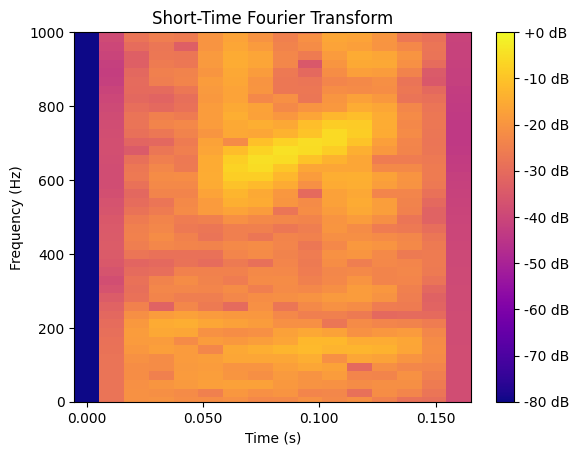 Short-Time Fourier Transform
1000
800
600
400
200
0
Frequency (Hz)
0.000
0.050
0.100
0.150
Time (s)
+0 dB
-10 dB
-20 dB
-30 dB
-40 dB
-50 dB
-60 dB
-70 dB
-80 dB